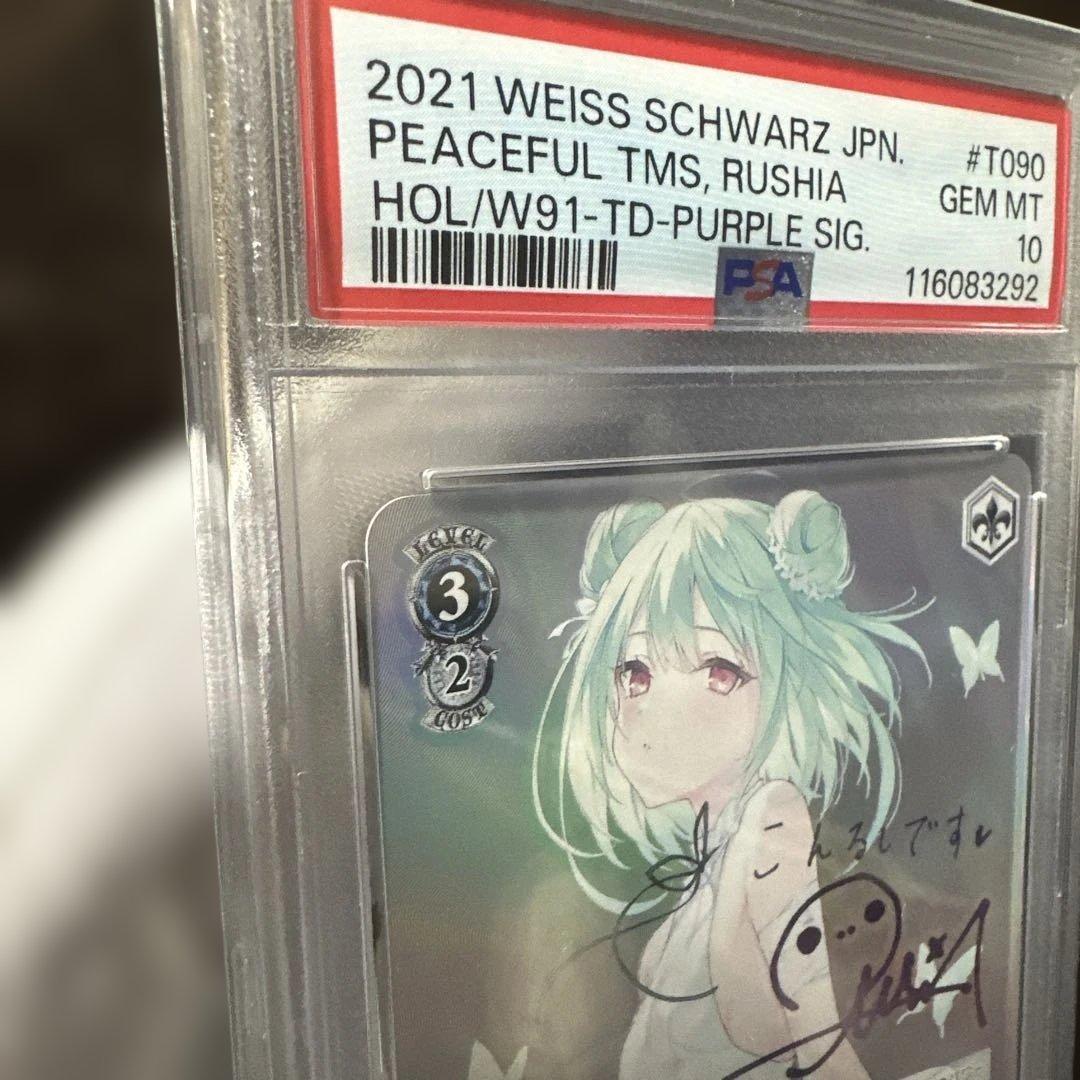 2021 WEISS SCHWARZ JPN. #T090
PEACEFUL TMS, RUSHIA GEM MT
HOL/W91-TD-PURPLE SIG. 10
PSA 116083292
LEVEL
3
2
COST
こんるしです